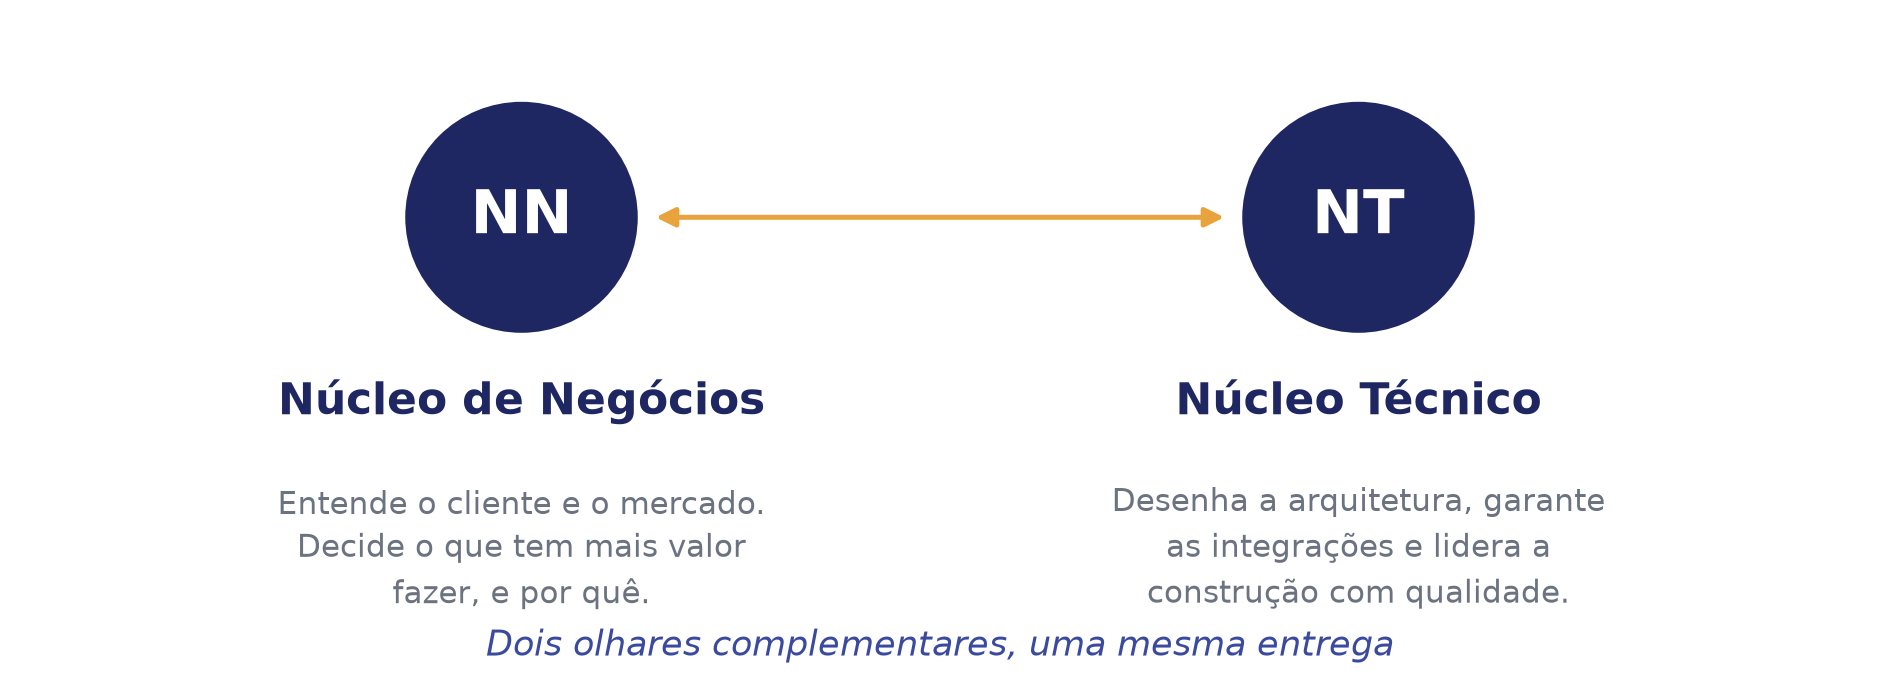 NN
NT
Núcleo de Negócios
Núcleo Técnico
Entende o cliente e o mercado.
Decide o que tem mais valor
fazer, e por quê.
Desenha a arquitetura, garante
as integrações e lidera a
construção com qualidade.
Dois olhares complementares, uma mesma entrega